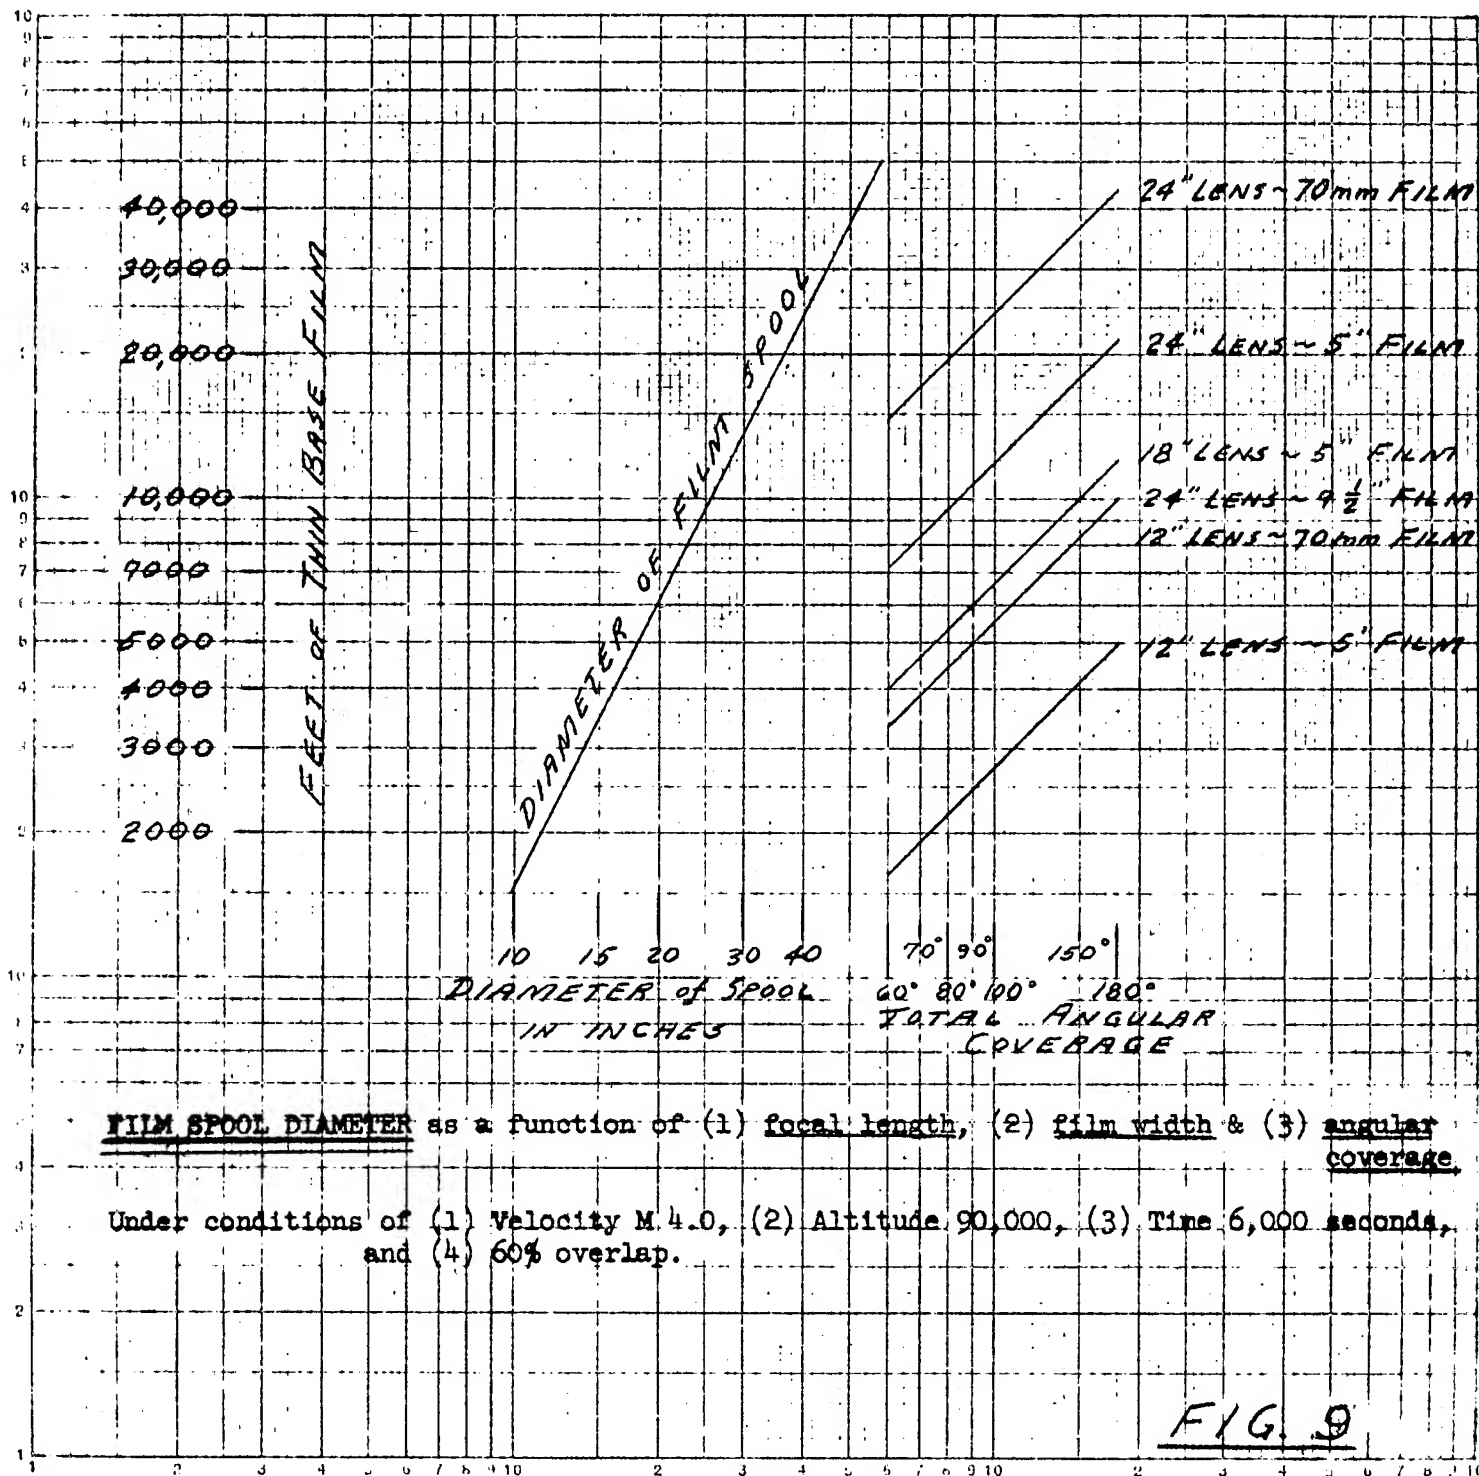 40,000
30,000
20,000
10,000
7000
5000
4000
3000
2000
FEET OF THIN BASE FILM
DIAMETER OF FILM SPOOL
24" LENS ~ 70mm FILM
24" LENS ~ 5" FILM
18" LENS ~ 5" FILM
24" LENS ~ 9 1/2" FILM
12" LENS ~ 70mm FILM
12" LENS ~ 5" FILM
10 15 20 30 40
DIAMETER of SPOOL
IN INCHES
70° 90° 150°
60° 80° 100° 180°
TOTAL ANGULAR
COVERAGE
FILM SPOOL DIAMETER as a function of (1) focal length, (2) film width & (3) angular
coverage
Under conditions of (1) Velocity M 4.0, (2) Altitude 90,000, (3) Time 6,000 seconds,
and (4) 60% overlap.
FIG. 9